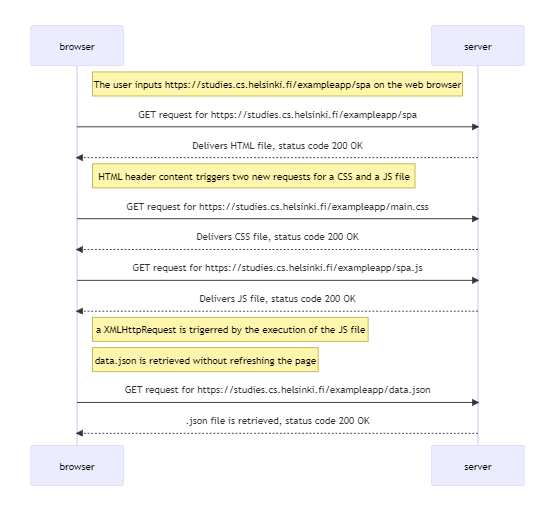 browser server
The user inputs https://studies.cs.helsinki.fi/exampleapp/spa on the web browser
GET request for https://studies.cs.helsinki.fi/exampleapp/spa
Delivers HTML file, status code 200 OK
HTML header content triggers two new requests for a CSS and a JS file
GET request for https://studies.cs.helsinki.fi/exampleapp/main.css
Delivers CSS file, status code 200 OK
GET request for https://studies.cs.helsinki.fi/exampleapp/spa.js
Delivers JS file, status code 200 OK
a XMLHttpRequest is trigerred by the execution of the JS file
data.json is retrieved without refreshing the page
GET request for https://studies.cs.helsinki.fi/exampleapp/data.json
.json file is retrieved, status code 200 OK
browser server